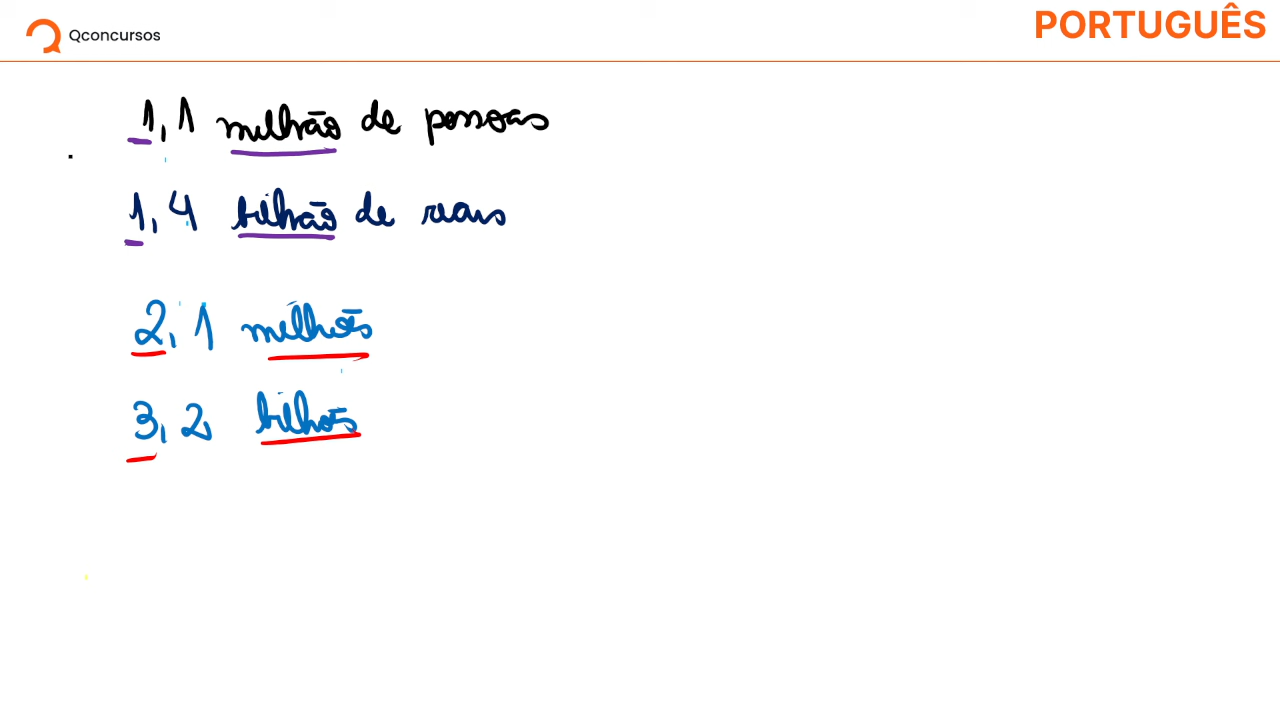 Qconcursos
PORTUGUÊS
1,1 milhão de pessoas
1,4 bilhão de reais
2,1 milhões
3,2 bilhões